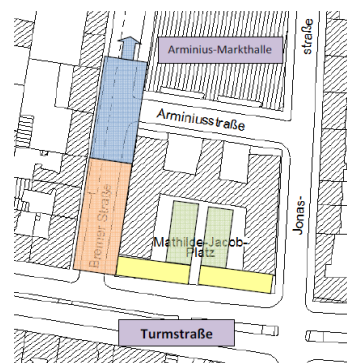 straße
Arminius-Markthalle
Arminiusstraße
Bremer Straße
Mathilde-Jacob-
Platz
Jonas-
Turmstraße